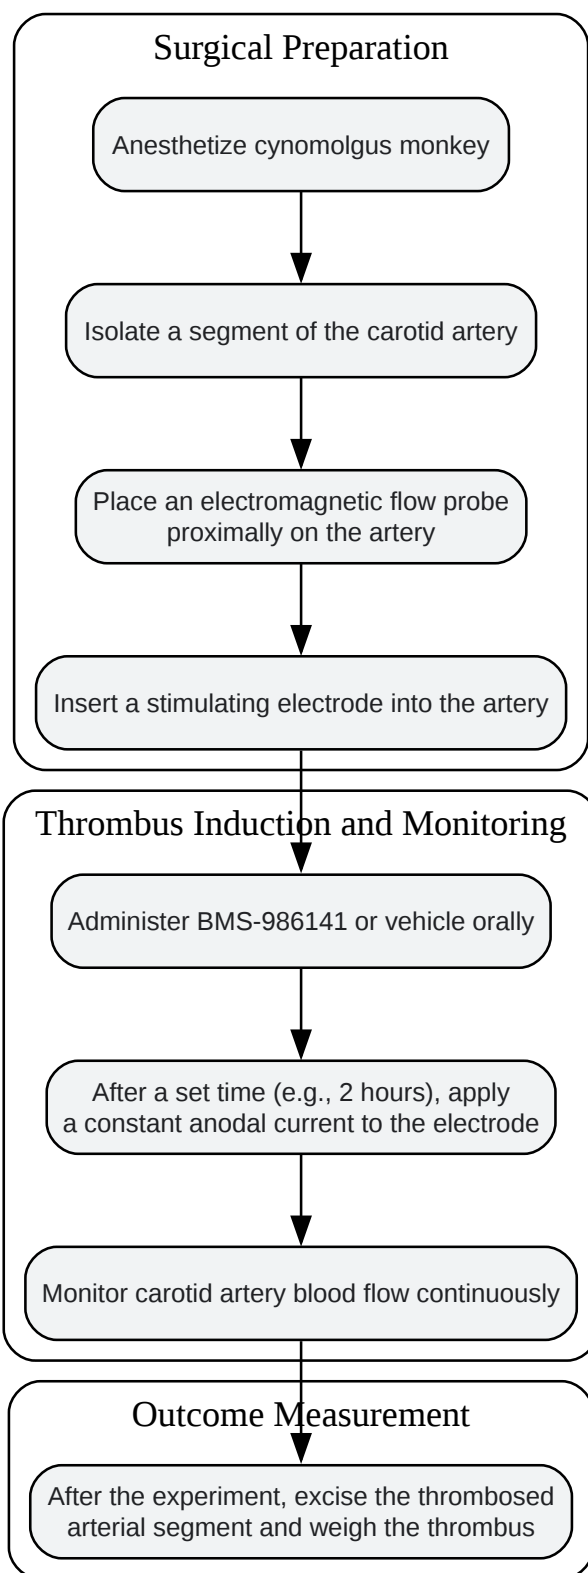 Surgical Preparation
Anesthetize cynomolgus monkey
Isolate a segment of the carotid artery
Place an electromagnetic flow probe
proximally on the artery
Insert a stimulating electrode into the artery
Thrombus Induction and Monitoring
Administer BMS-986141 or vehicle orally
After a set time (e.g., 2 hours), apply
a constant anodal current to the electrode
Monitor carotid artery blood flow continuously
Outcome Measurement
After the experiment, excise the thrombosed
arterial segment and weigh the thrombus